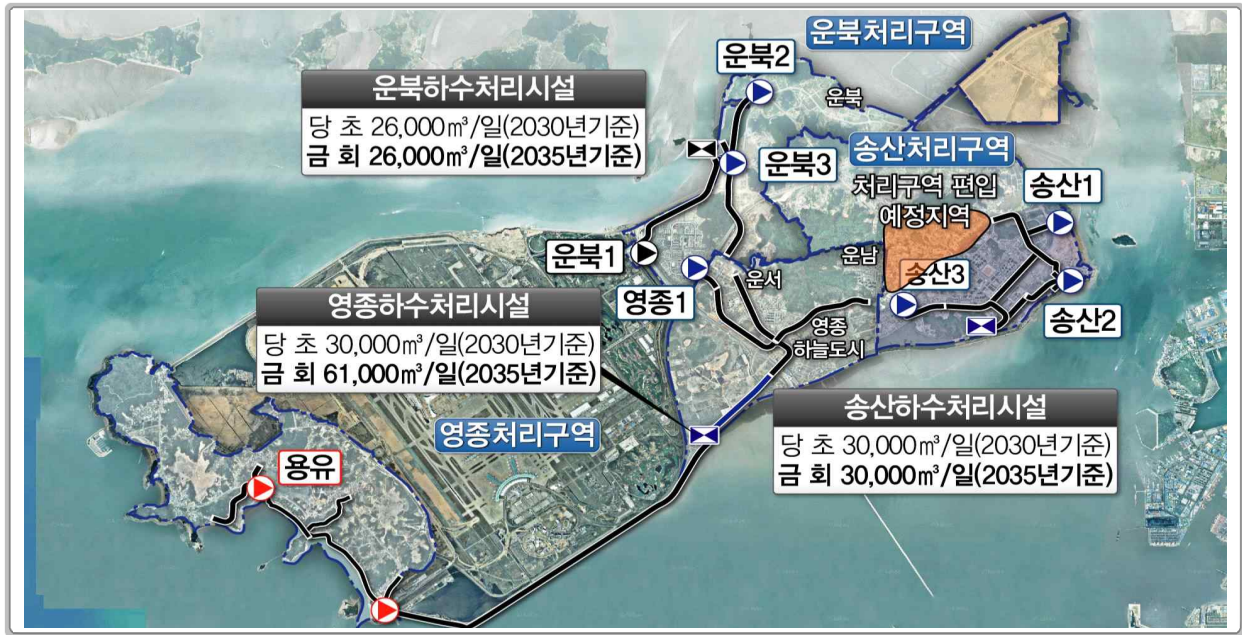 운북처리구역
운북2
운북하수처리시설
당 초 26,000㎥/일(2030년기준)
금 회 26,000㎥/일(2035년기준)
운북
운북3
송산처리구역
처리구역 편입
예정지역
송산1
운북1
영종1
운서
운남
송산3
송산2
영종
하늘도시
영종하수처리시설
당 초 30,000㎥/일(2030년기준)
금 회 61,000㎥/일(2035년기준)
영종처리구역
송산하수처리시설
당 초 30,000㎥/일(2030년기준)
금 회 30,000㎥/일(2035년기준)
용유